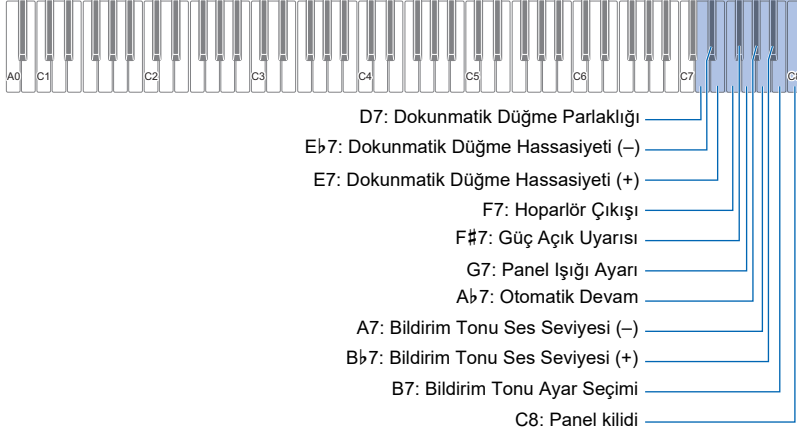 A0 C1 C2 C3 C4 C5 C6 C7 C8
D7: Dokunmatik Düğme Parlaklığı
E♭7: Dokunmatik Düğme Hassasiyeti (–)
E7: Dokunmatik Düğme Hassasiyeti (+)
F7: Hoparlör Çıkışı
F♯7: Güç Açık Uyarısı
G7: Panel Işığı Ayarı
A♭7: Otomatik Devam
A7: Bildirim Tonu Ses Seviyesi (–)
B♭7: Bildirim Tonu Ses Seviyesi (+)
B7: Bildirim Tonu Ayar Seçimi
C8: Panel kilidi